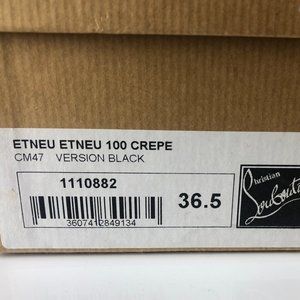 ETNEU ETNEU 100 CREPE
CM47 VERSION BLACK
1110882
36.5
3607412849134
Christian
Louboutin